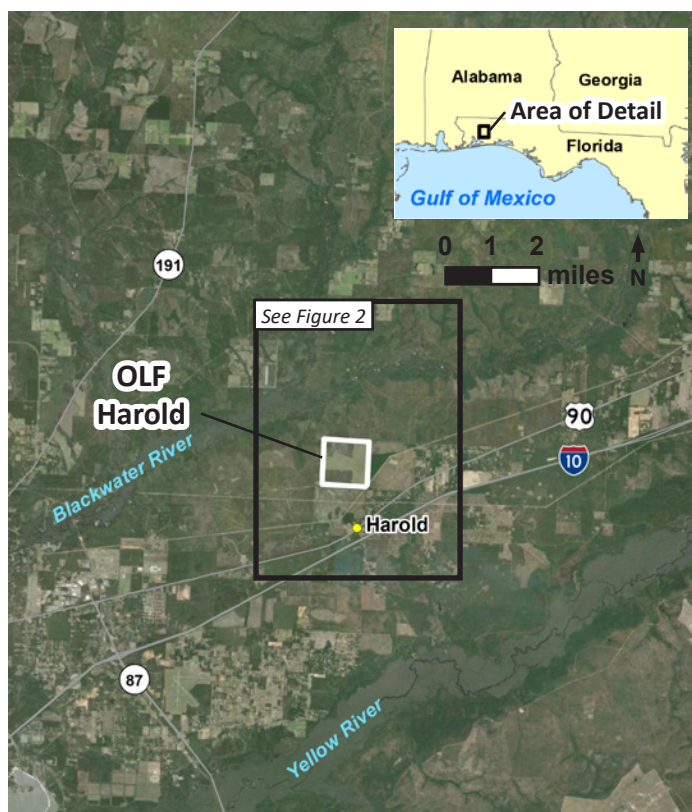 Alabama
Georgia
Area of Detail
Florida
Gulf of Mexico
0 1 2
miles N
191
See Figure 2
OLF
Harold
90
10
Blackwater River
Harold
87
Yellow River